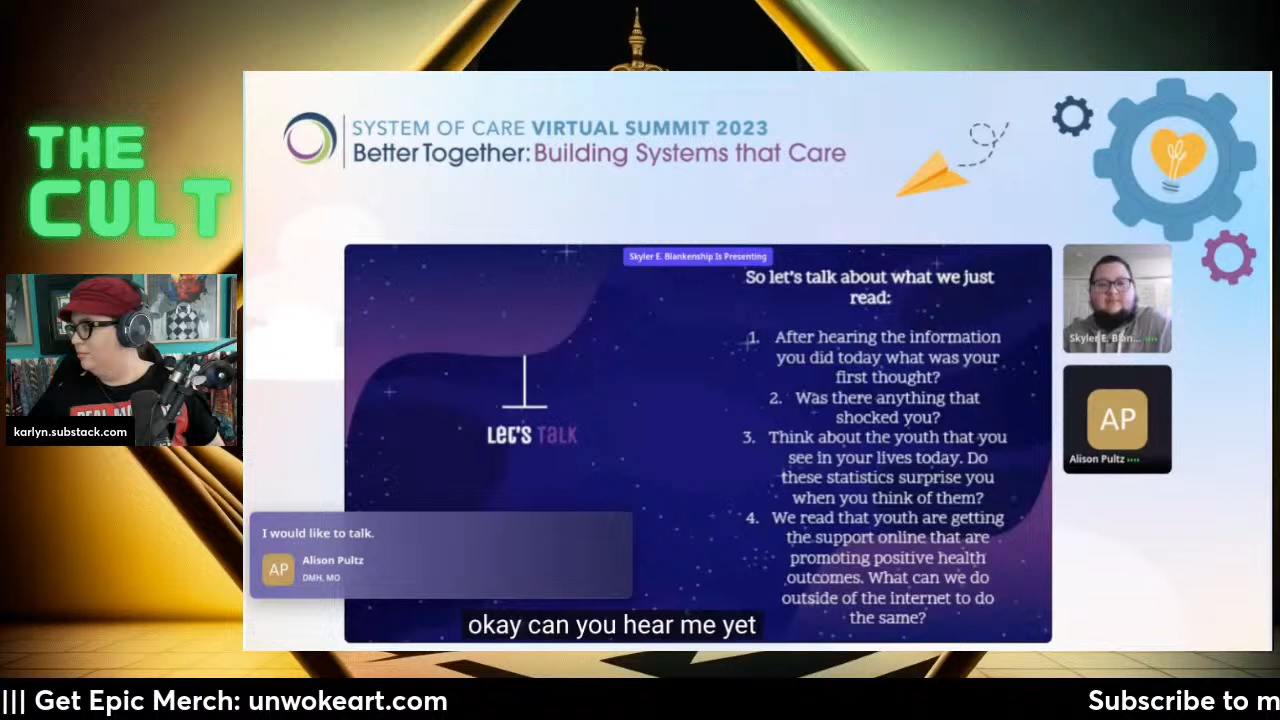 THE
CULT
karlyn.substack.com
SYSTEM OF CARE VIRTUAL SUMMIT 2023
Better Together: Building Systems that Care
Skyler E. Blankenship Is Presenting
So let's talk about what we just
read:
1. After hearing the information
you did today what was your
first thought?
2. Was there anything that
shocked you?
3. Think about the youth that you
see in your lives today. Do
these statistics surprise you
when you think of them?
4. We read that youth are getting
the support online that are
promoting positive health
outcomes. What can we do
outside of the internet to do
the same?
LET'S TALK
Skyler E. Blan...
AP
Alison Pultz
I would like to talk.
AP
Alison Pultz
DMH, MO
okay can you hear me yet
||| Get Epic Merch: unwokeart.com
Subscribe to m